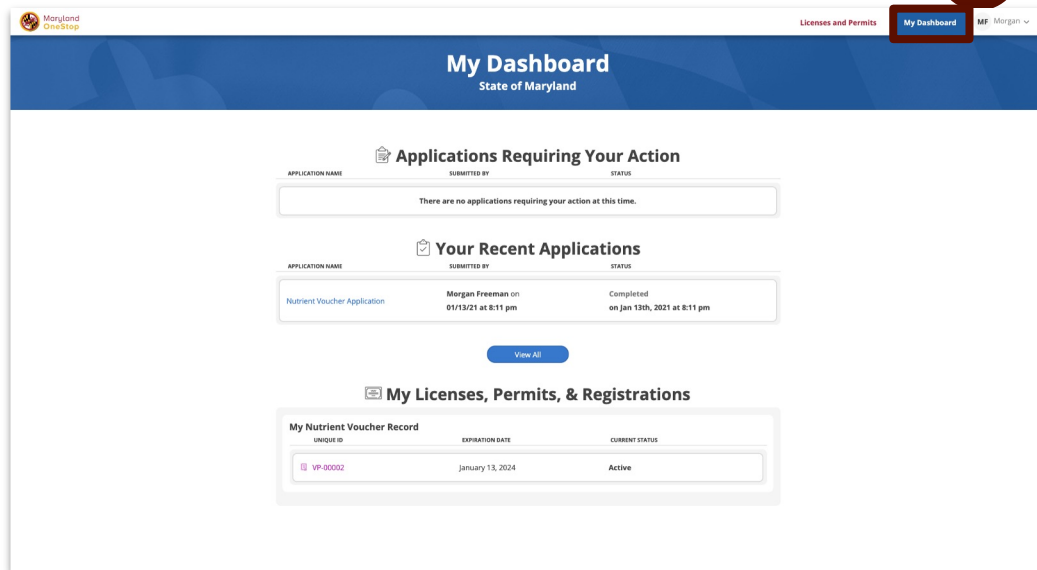 Maryland
OneStop
Licenses and Permits
My Dashboard
MF Morgan
My Dashboard
State of Maryland
Applications Requiring Your Action
APPLICATION NAME SUBMITTED BY STATUS
There are no applications requiring your action at this time.
Your Recent Applications
APPLICATION NAME SUBMITTED BY STATUS
Nutrient Voucher Application Morgan Freeman on Completed
01/13/21 at 8:11 pm on Jan 13th, 2021 at 8:11 pm
View All
My Licenses, Permits, & Registrations
My Nutrient Voucher Record
UNIQUE ID EXPIRATION DATE CURRENT STATUS
VP-00002 January 13, 2024 Active